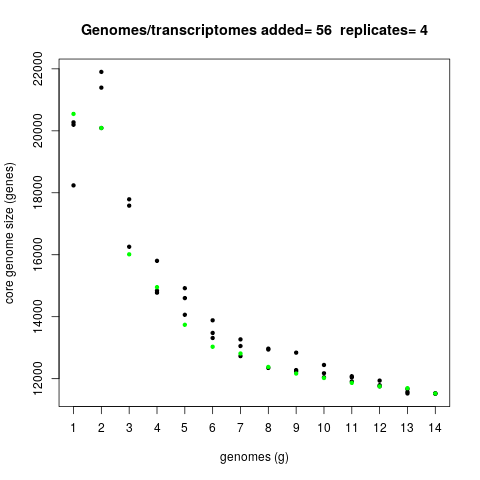 Genomes/transcriptomes added= 56  replicates= 4
22000
20000
18000
16000
14000
12000
core genome size (genes)
1 2 3 4 5 6 7 8 9 10 11 12 13 14
genomes (g)